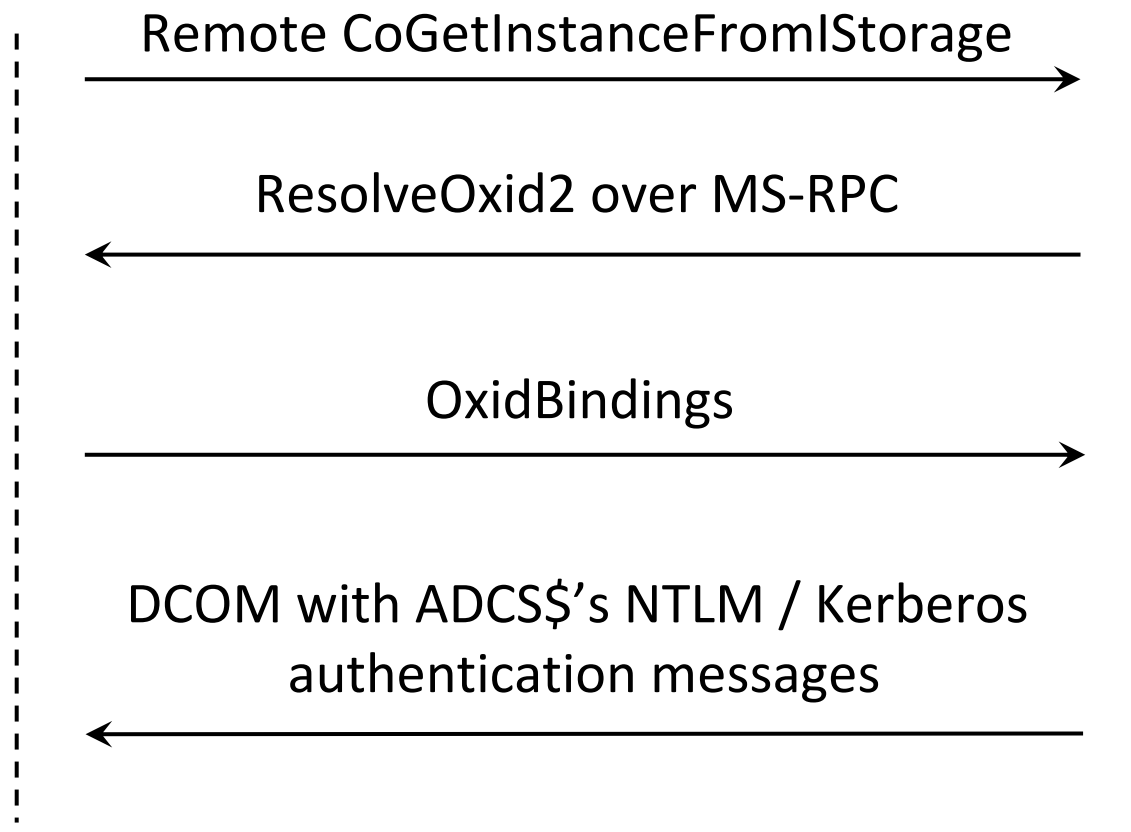 Remote CoGetInstanceFromIStorage
ResolveOxid2 over MS-RPC
OxidBindings
DCOM with ADCS$’s NTLM / Kerberos
authentication messages